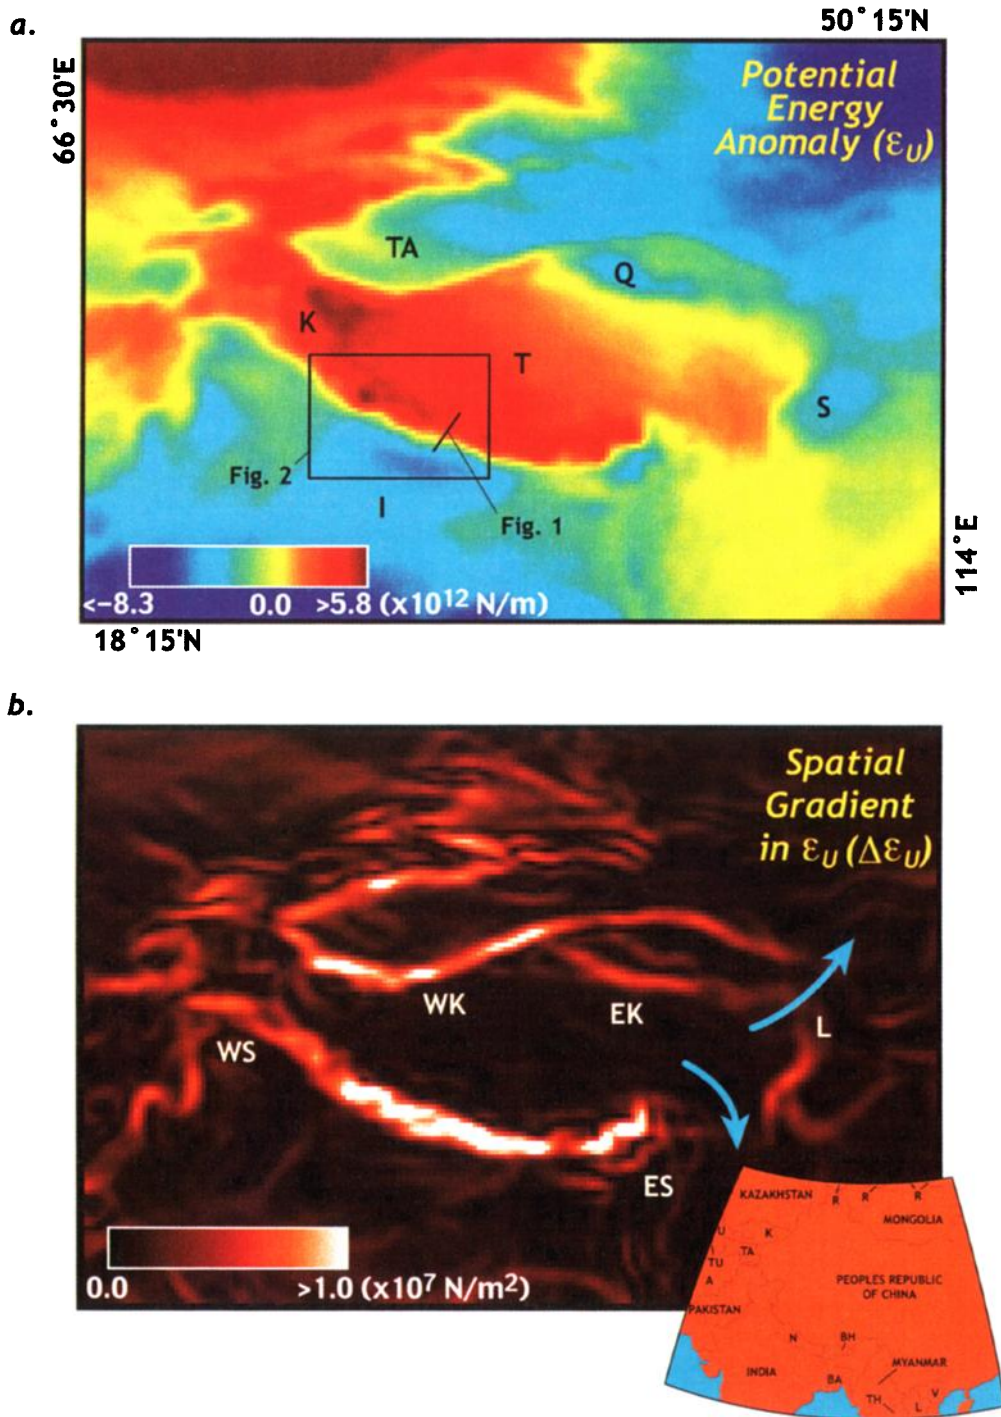 a.
50°15'N
66°30'E
Potential
Energy
Anomaly (εU)
TA
Q
K
T
S
Fig. 2
I
Fig. 1
<–8.3 0.0 >5.8 (x10¹² N/m)
114°E
18°15'N
b.
Spatial
Gradient
in εU (ΔεU)
WK
EK
L
WS
ES
0.0 >1.0 (x10⁷ N/m²)
KAZAKHSTAN R R R
MONGOLIA
U K
TA
TU
A
PEOPLES REPUBLIC
OF CHINA
PAKISTAN
N BH
MYANMAR
INDIA
BA
TH L V